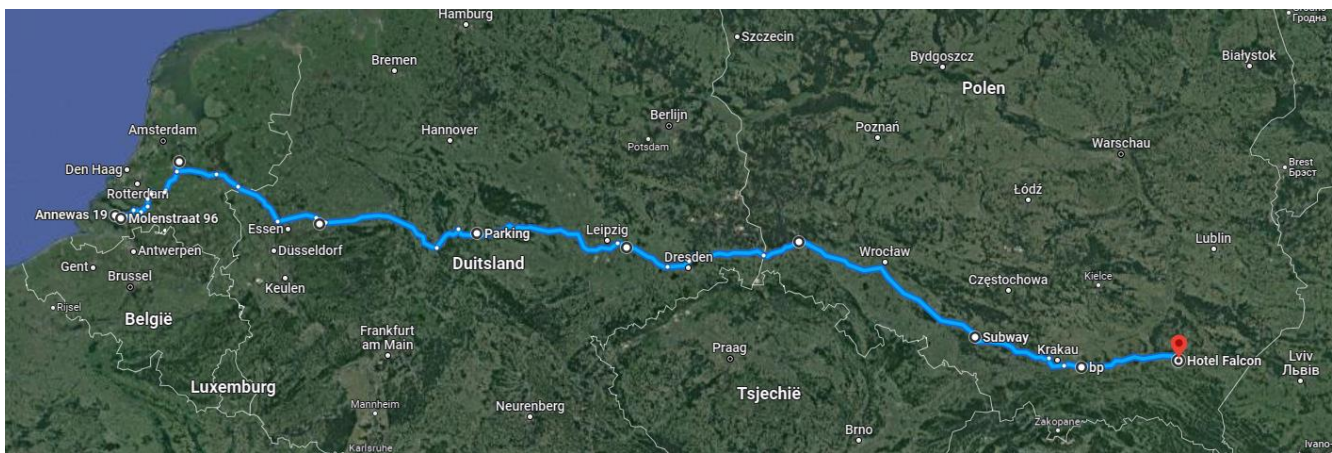 Hamburg
Szczecin
Гродна
Bremen
Bydgoszcz
Białystok
Polen
Amsterdam
Hannover
Berlijn
Potsdam
Poznań
Warschau
Brest
Брэст
Den Haag
Rotterdam
Łódź
Annewas 19
Molenstraat 96
Essen
Parking
Leipzig
Wrocław
Lublin
Antwerpen
Düsseldorf
Duitsland
Dresden
Gent
Brussel
Keulen
Częstochowa
Kielce
Rijsel
België
Frankfurt
am Main
Praag
Subway
Krakau
bp
Hotel Falcon
Lviv
Львів
Luxemburg
Tsjechië
Mannheim
Neurenberg
Brno
Zakopane
Karlsruhe
Ivano-